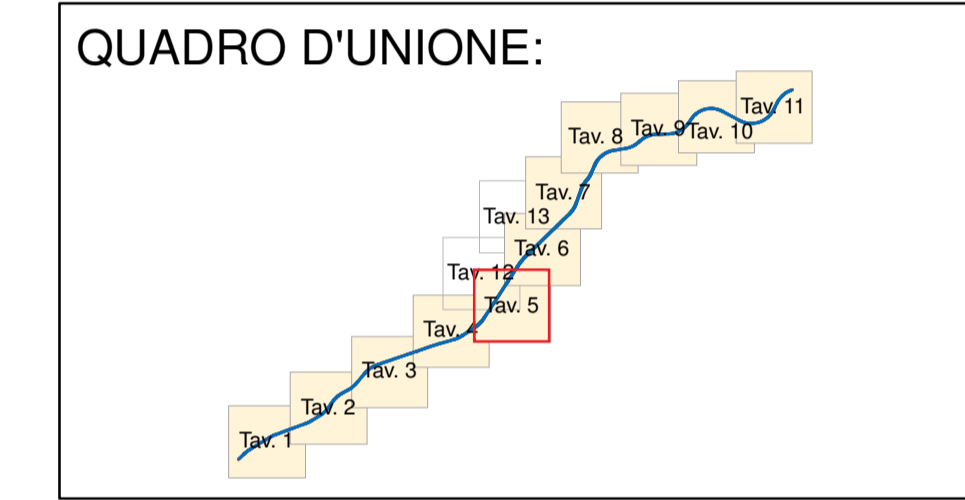 QUADRO D'UNIONE:
Tav. 11
Tav. 8
Tav. 9
Tav. 10
Tav. 7
Tav. 13
Tav. 6
Tav. 12
Tav. 5
Tav. 4
Tav. 3
Tav. 2
Tav. 1